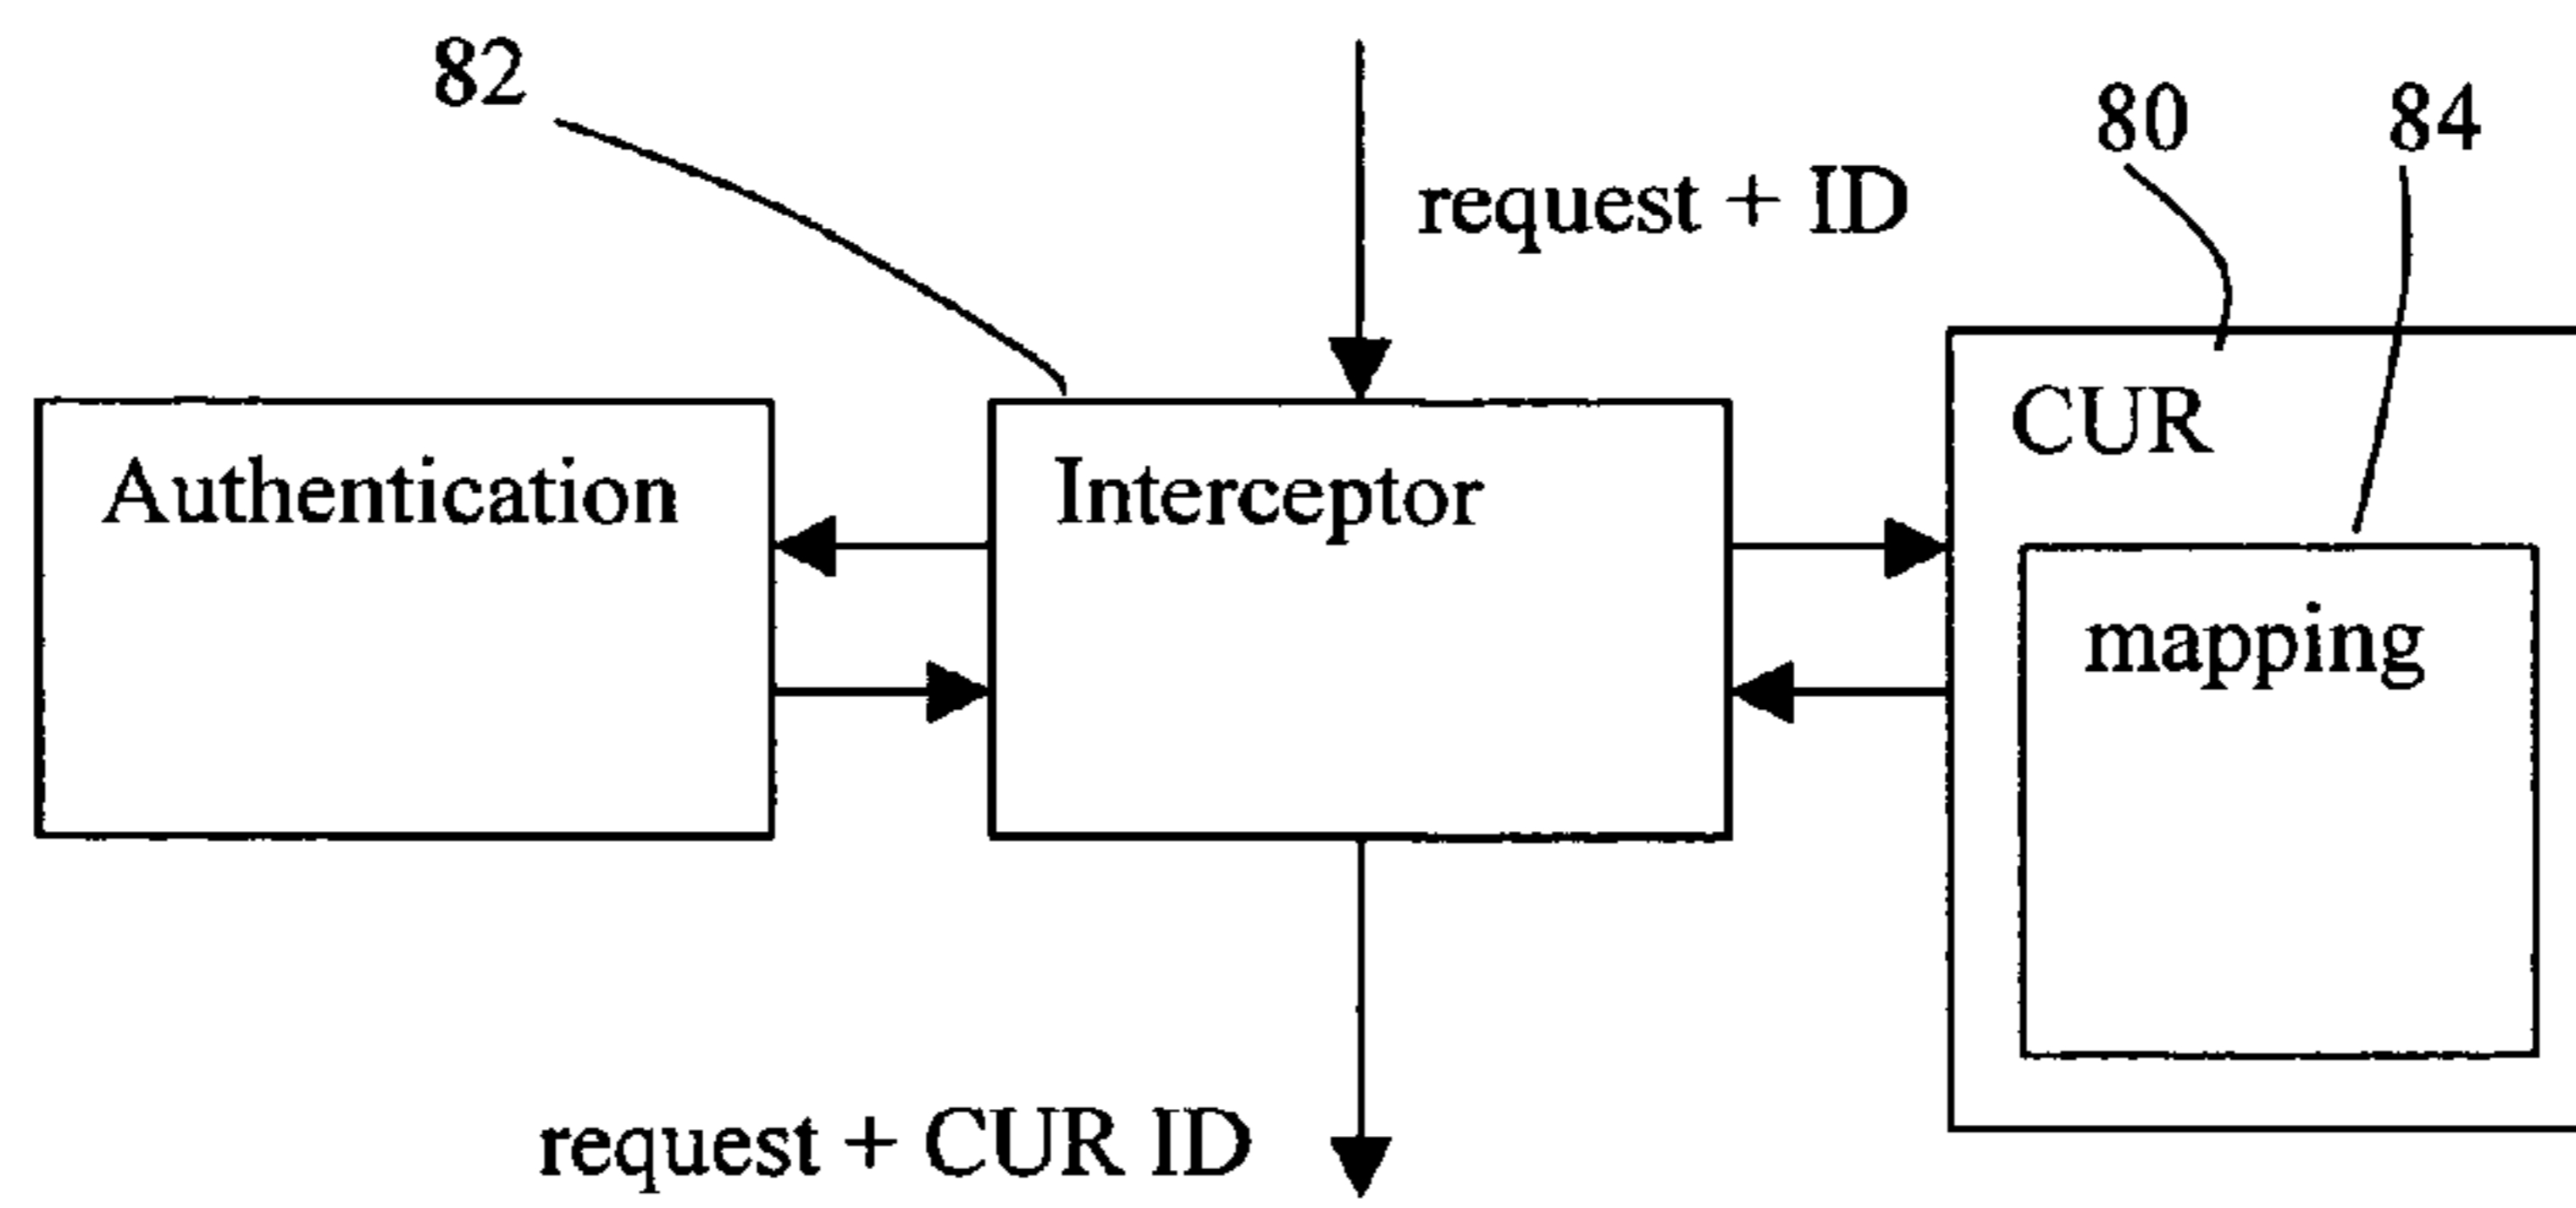 82
80
84
request + ID
CUR
Authentication
Interceptor
mapping
request + CUR ID